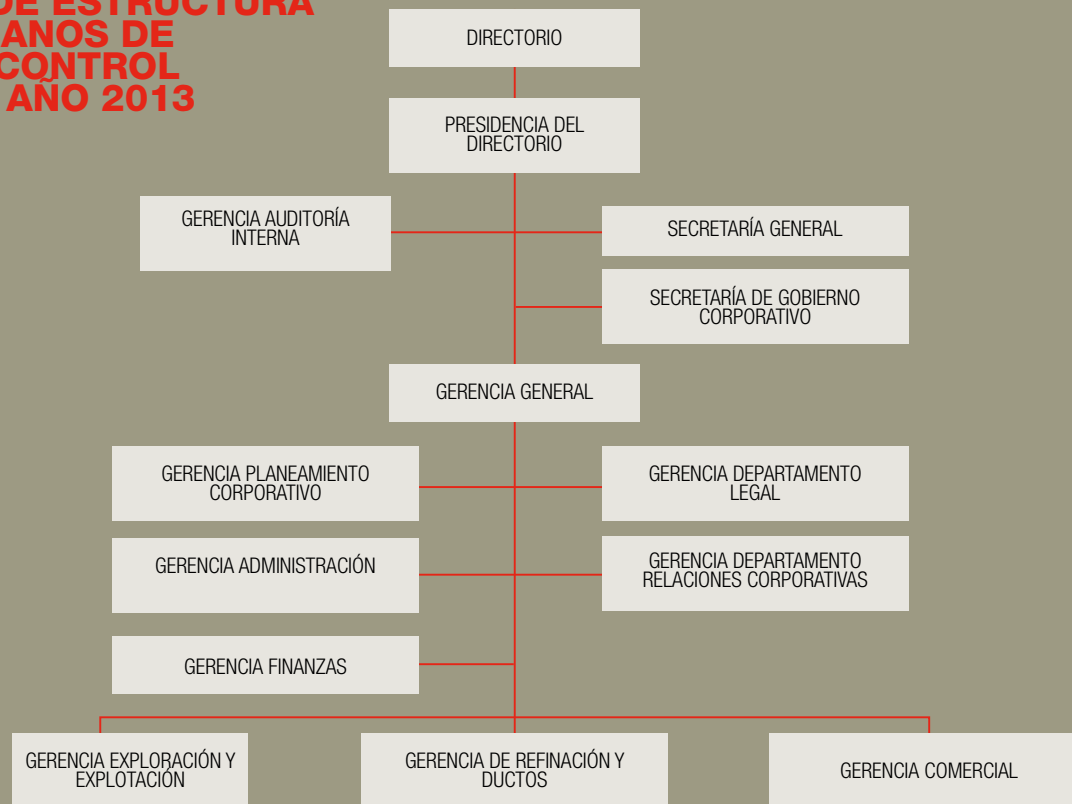 DE ESTRUCTURA
ANOS DE
CONTROL
AÑO 2013
DIRECTORIO
PRESIDENCIA DEL
DIRECTORIO
GERENCIA AUDITORÍA
INTERNA
SECRETARÍA GENERAL
SECRETARÍA DE GOBIERNO
CORPORATIVO
GERENCIA GENERAL
GERENCIA PLANEAMIENTO
CORPORATIVO
GERENCIA DEPARTAMENTO
LEGAL
GERENCIA ADMINISTRACIÓN
GERENCIA DEPARTAMENTO
RELACIONES CORPORATIVAS
GERENCIA FINANZAS
GERENCIA EXPLORACIÓN Y
EXPLOTACIÓN
GERENCIA DE REFINACIÓN Y
DUCTOS
GERENCIA COMERCIAL